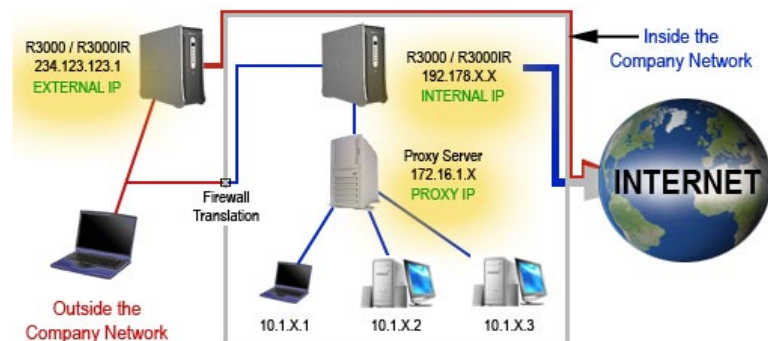 R3000 / R3000IR
234.123.123.1
EXTERNAL IP
R3000 / R3000IR
192.178.X.X
INTERNAL IP
Inside the
Company Network
Proxy Server
172.16.1.X
PROXY IP
INTERNET
Firewall
Translation
Outside the
Company Network
10.1.X.1
10.1.X.2
10.1.X.3